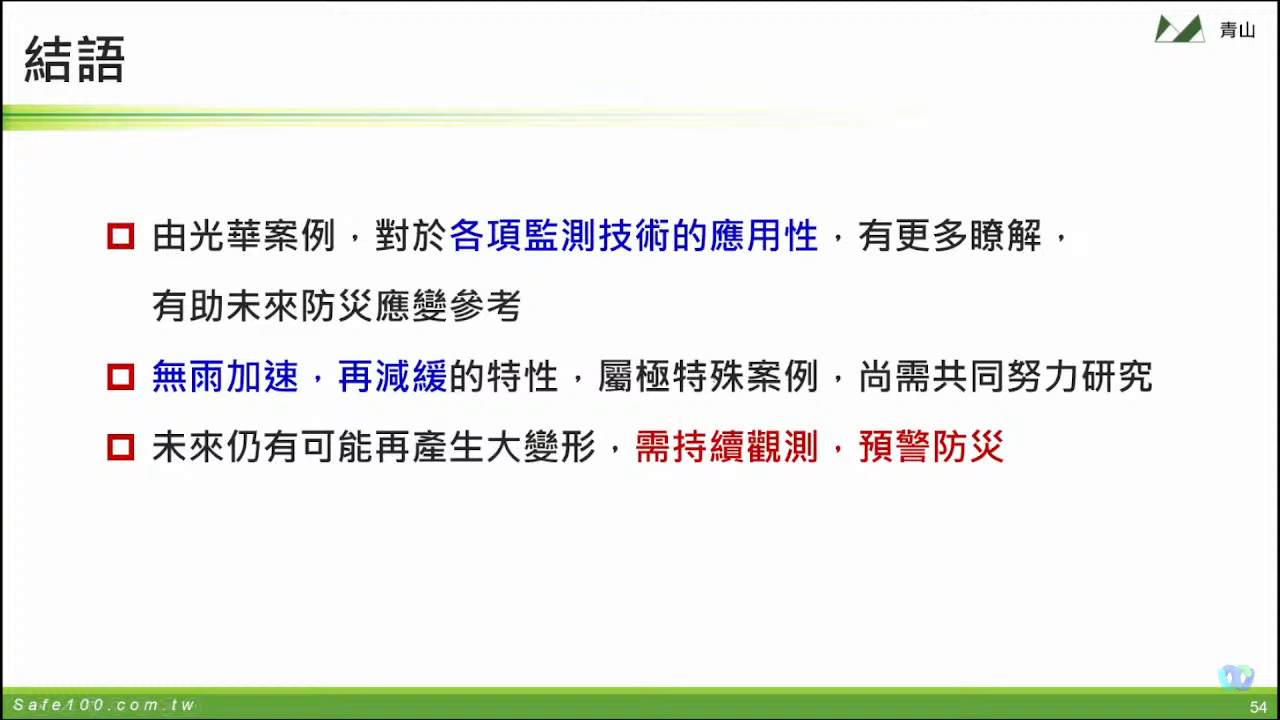 青山
結語
由光華案例，對於各項監測技術的應用性，有更多瞭解，
有助未來防災應變參考
無雨加速，再減緩的特性，屬極特殊案例，尚需共同努力研究
未來仍有可能再產生大變形，需持續觀測，預警防災
Safe100.com.tw
54